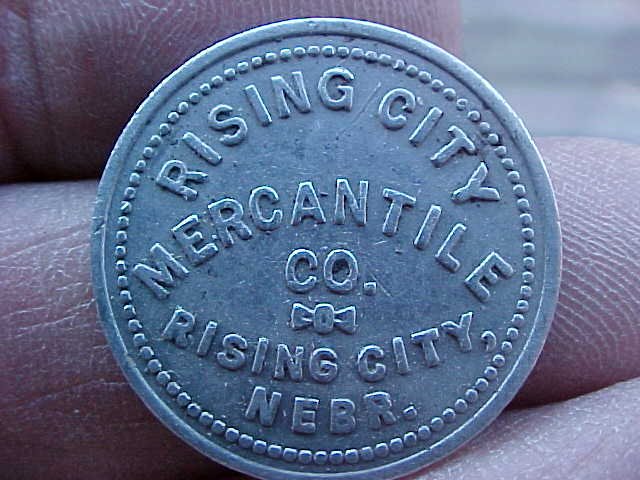 RISING CITY
MERCANTILE
CO.
RISING CITY,
NEBR.